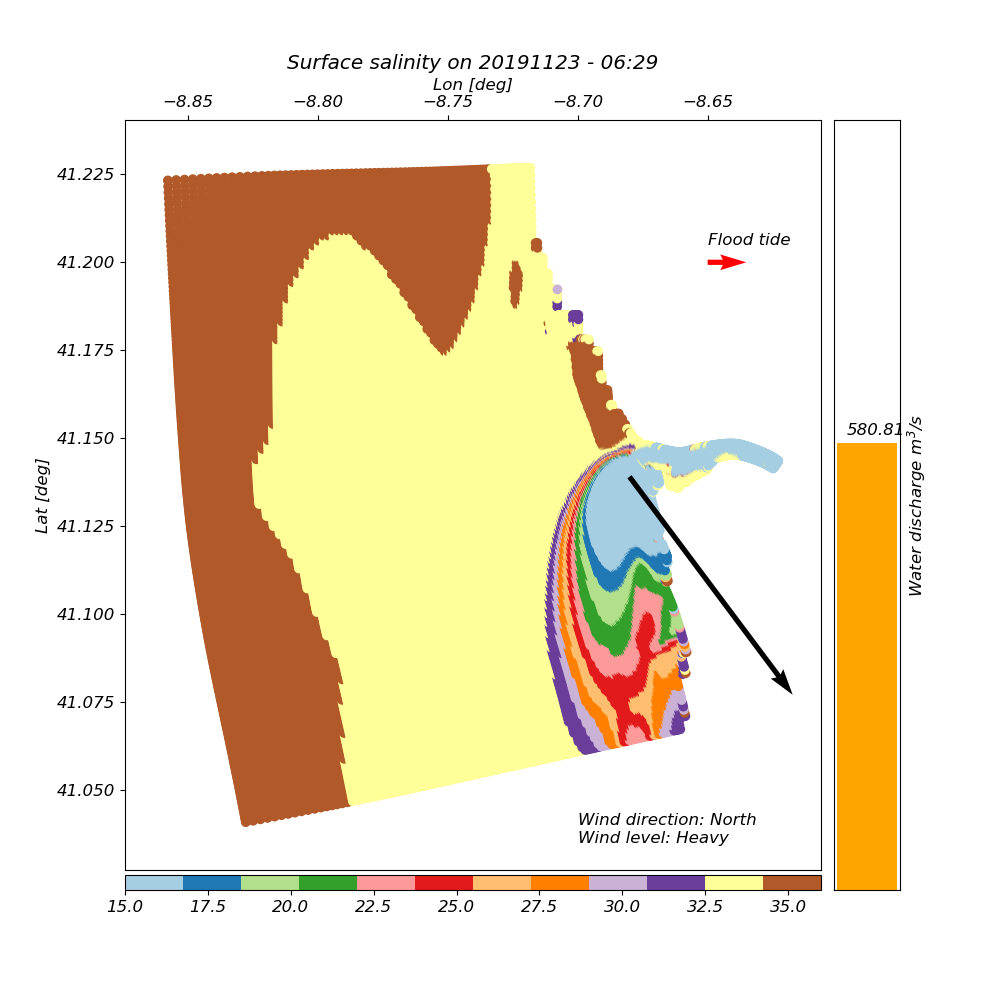 Surface salinity on 20191123 - 06:29
Lon [deg]
−8.85 −8.80 −8.75 −8.70 −8.65
41.225
41.200
41.175
41.150
41.125
41.100
41.075
41.050
Lat [deg]
Flood tide
580.81
Water discharge m³/s
Wind direction: North
Wind level: Heavy
15.0 17.5 20.0 22.5 25.0 27.5 30.0 32.5 35.0